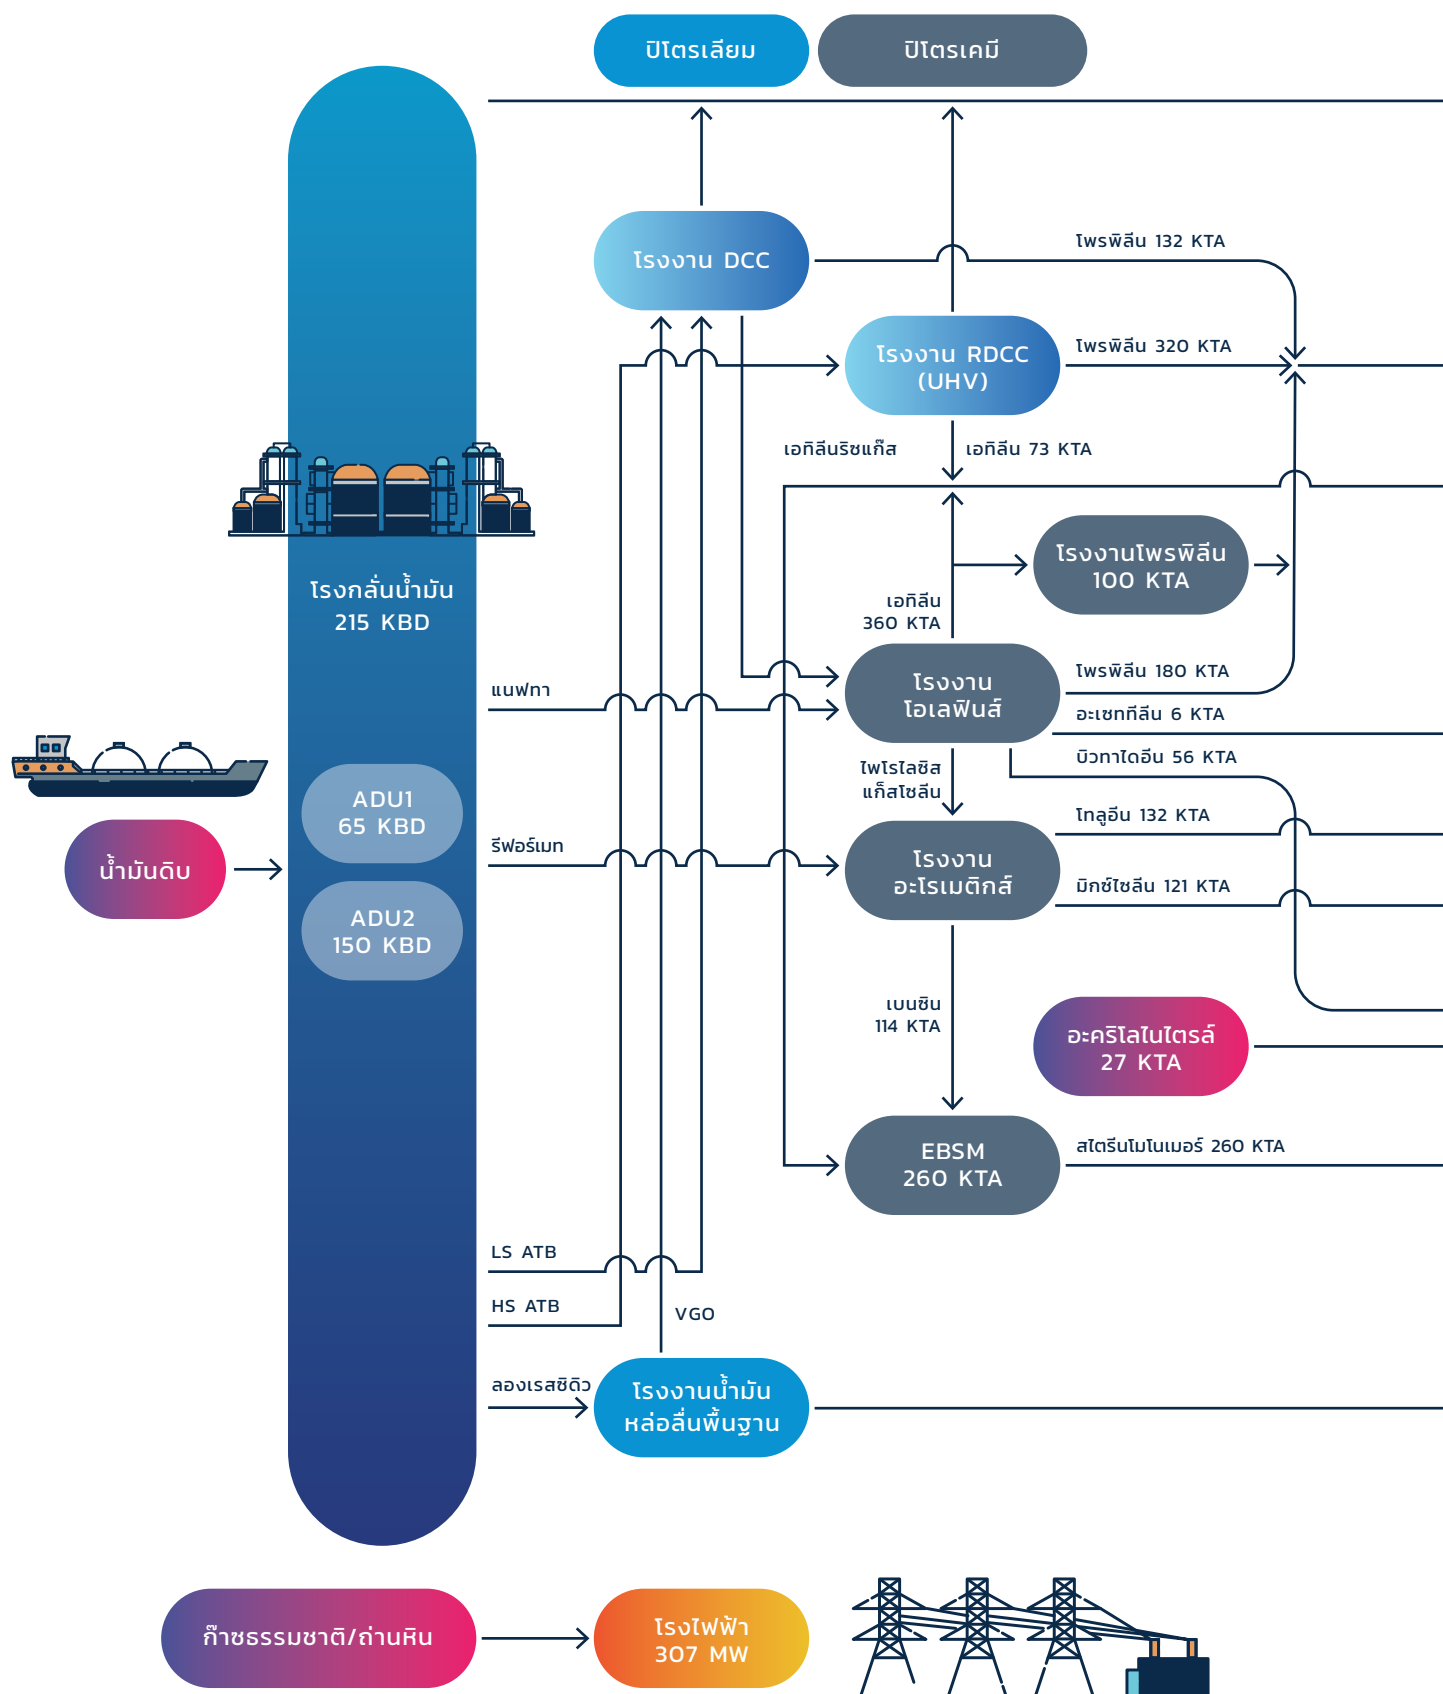 ปิโตรเลียม
ปิโตรเคมี
โรงงาน DCC
โพรพิลีน 132 KTA
โรงงาน RDCC
(UHV)
โพรพิลีน 320 KTA
เอทิลีนริชแก๊ส
เอทิลีน 73 KTA
โรงงานโพรพิลีน
100 KTA
โรงกลั่นน้ำมัน
215 KBD
เอทิลีน
360 KTA
แนฟทา
โรงงาน
โอเลฟินส์
โพรพิลีน 180 KTA
อะเซททีลีน 6 KTA
บิวทาไดอีน 56 KTA
ไพโรไลซิส
แก็สโซลีน
ADU1
65 KBD
น้ำมันดิบ
รีฟอร์เมท
โรงงาน
อะโรเมติกส์
โทลูอีน 132 KTA
มิกซ์ไซลีน 121 KTA
ADU2
150 KBD
เบนซิน
114 KTA
อะคริโลไนไตรล์
27 KTA
EBSM
260 KTA
สไตรีนโมโนเมอร์ 260 KTA
LS ATB
HS ATB
VGO
ลองเรสซิดิว
โรงงานน้ำมัน
หล่อลื่นพื้นฐาน
ก๊าซธรรมชาติ/ถ่านหิน
โรงไฟฟ้า
307 MW